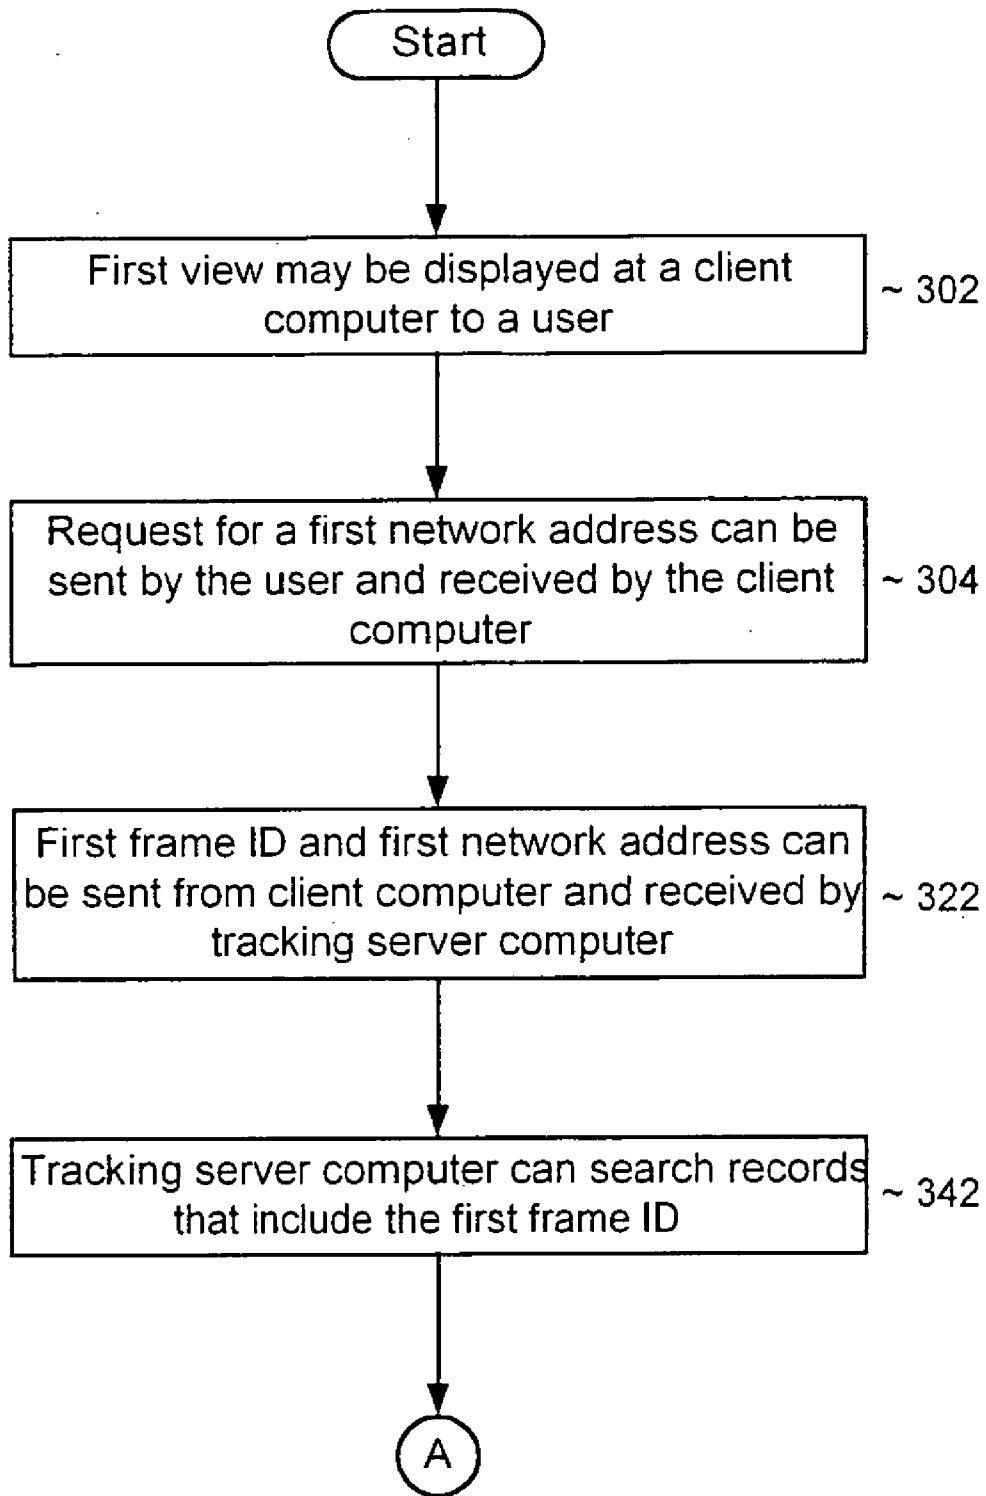 Start
First view may be displayed at a client
computer to a user
~ 302
Request for a first network address can be
sent by the user and received by the client
computer
~ 304
First frame ID and first network address can
be sent from client computer and received by
tracking server computer
~ 322
Tracking server computer can search records
that include the first frame ID
~ 342
A